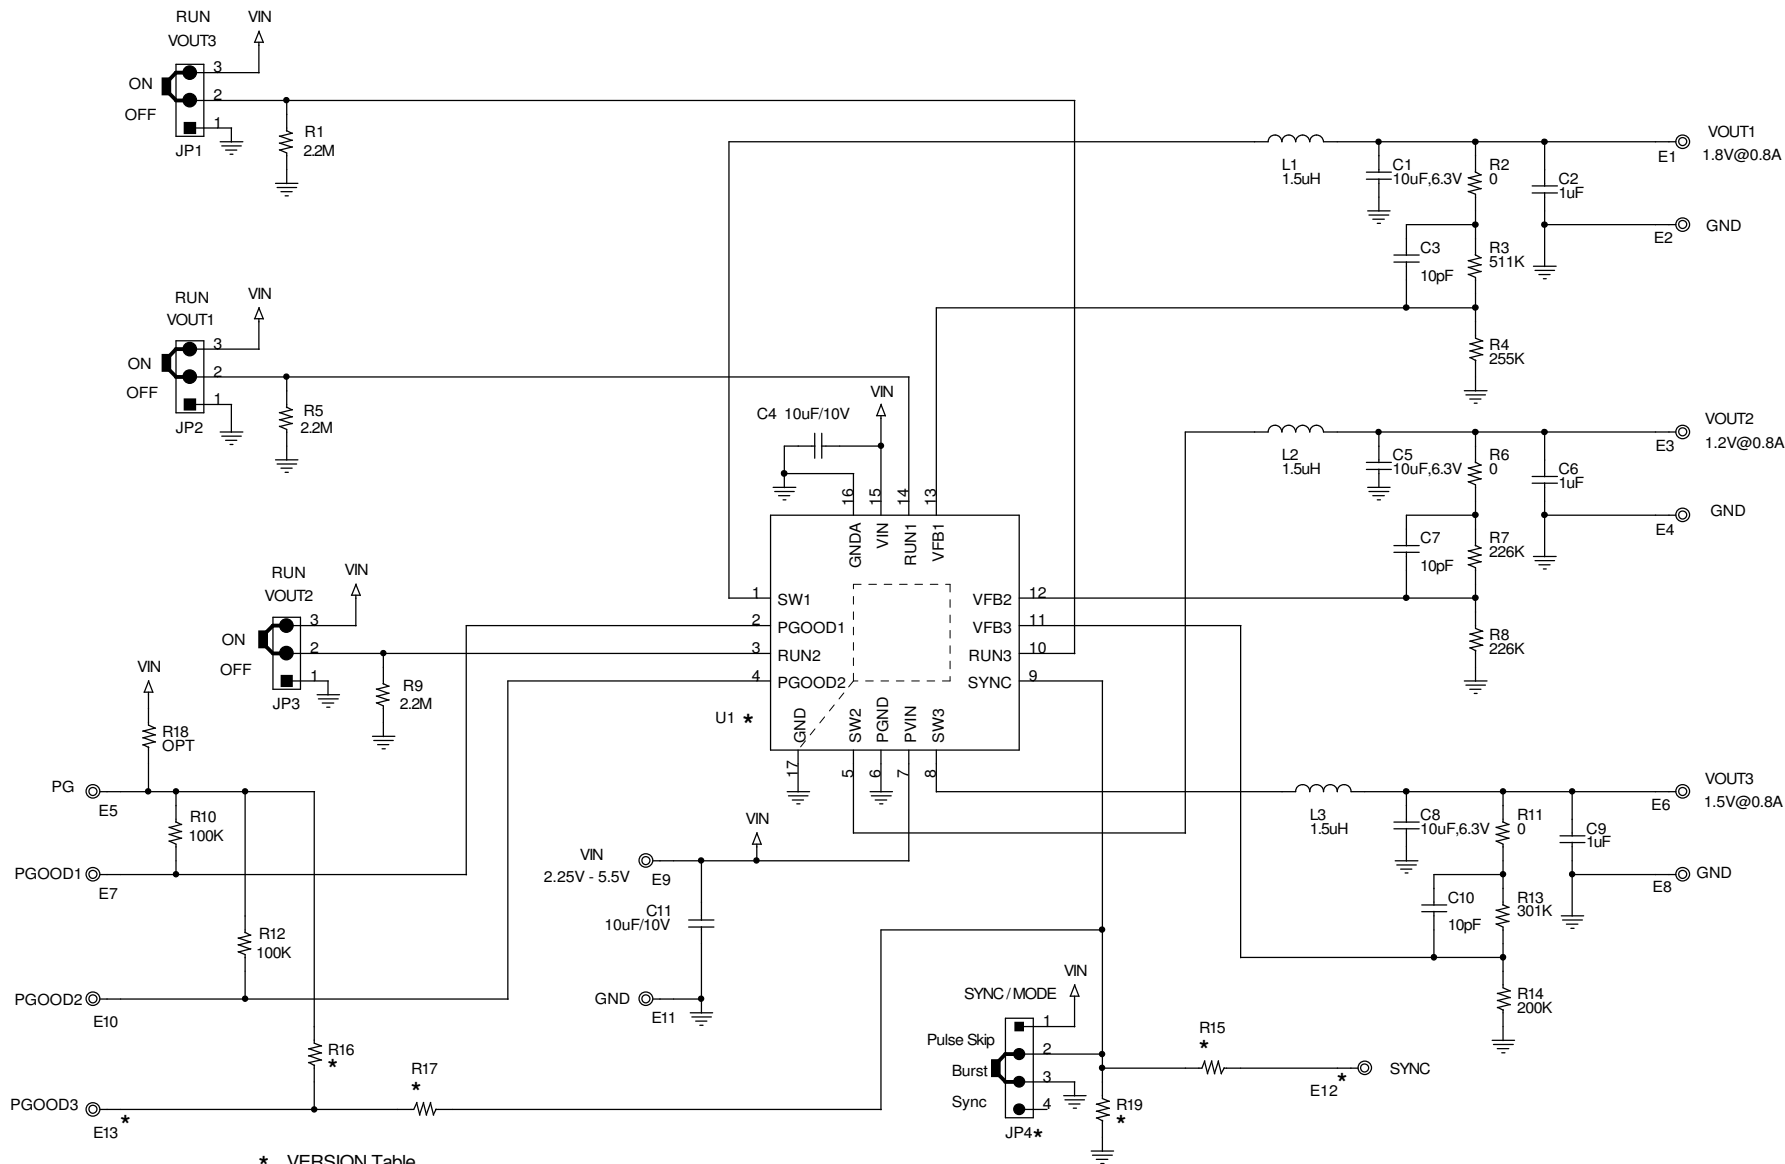 RUN
VOUT3
VIN
ON
OFF
3
2
1
JP1
R1
2.2M
RUN
VOUT1
VIN
ON
OFF
3
2
1
JP2
R5
2.2M
RUN
VOUT2
VIN
ON
OFF
3
2
1
JP3
R9
2.2M
L1
1.5uH
C1
10uF,6.3V
R2
0
C2
1uF
E1
VOUT1
1.8V@0.8A
E2
GND
C3
10pF
R3
511K
R4
255K
C4 10uF/10V
VIN
L2
1.5uH
C5
10uF,6.3V
R6
0
C6
1uF
E3
VOUT2
1.2V@0.8A
E4
GND
C7
10pF
R7
226K
R8
226K
16
15
14
13
GNDA
VIN
RUN1
VFB1
1
SW1
2
PGOOD1
3
RUN2
4
PGOOD2
12
VFB2
11
VFB3
10
RUN3
9
SYNC
U1 *
GND
SW2
PGND
PVIN
SW3
17
5
6
7
8
VIN
R18
OPT
PG
E5
R10
100K
PGOOD1
E7
R12
100K
PGOOD2
E10
R16
*
R17
*
PGOOD3
E13
*
VIN
2.25V - 5.5V
E9
VIN
C11
10uF/10V
GND
E11
L3
1.5uH
C8
10uF,6.3V
R11
0
C9
1uF
E6
VOUT3
1.5V@0.8A
E8
GND
C10
10pF
R13
301K
R14
200K
SYNC/MODE
VIN
Pulse Skip
Burst
Sync
1
2
3
4
JP4*
R15
*
E12
*
SYNC
R19
*
* VERSION Table